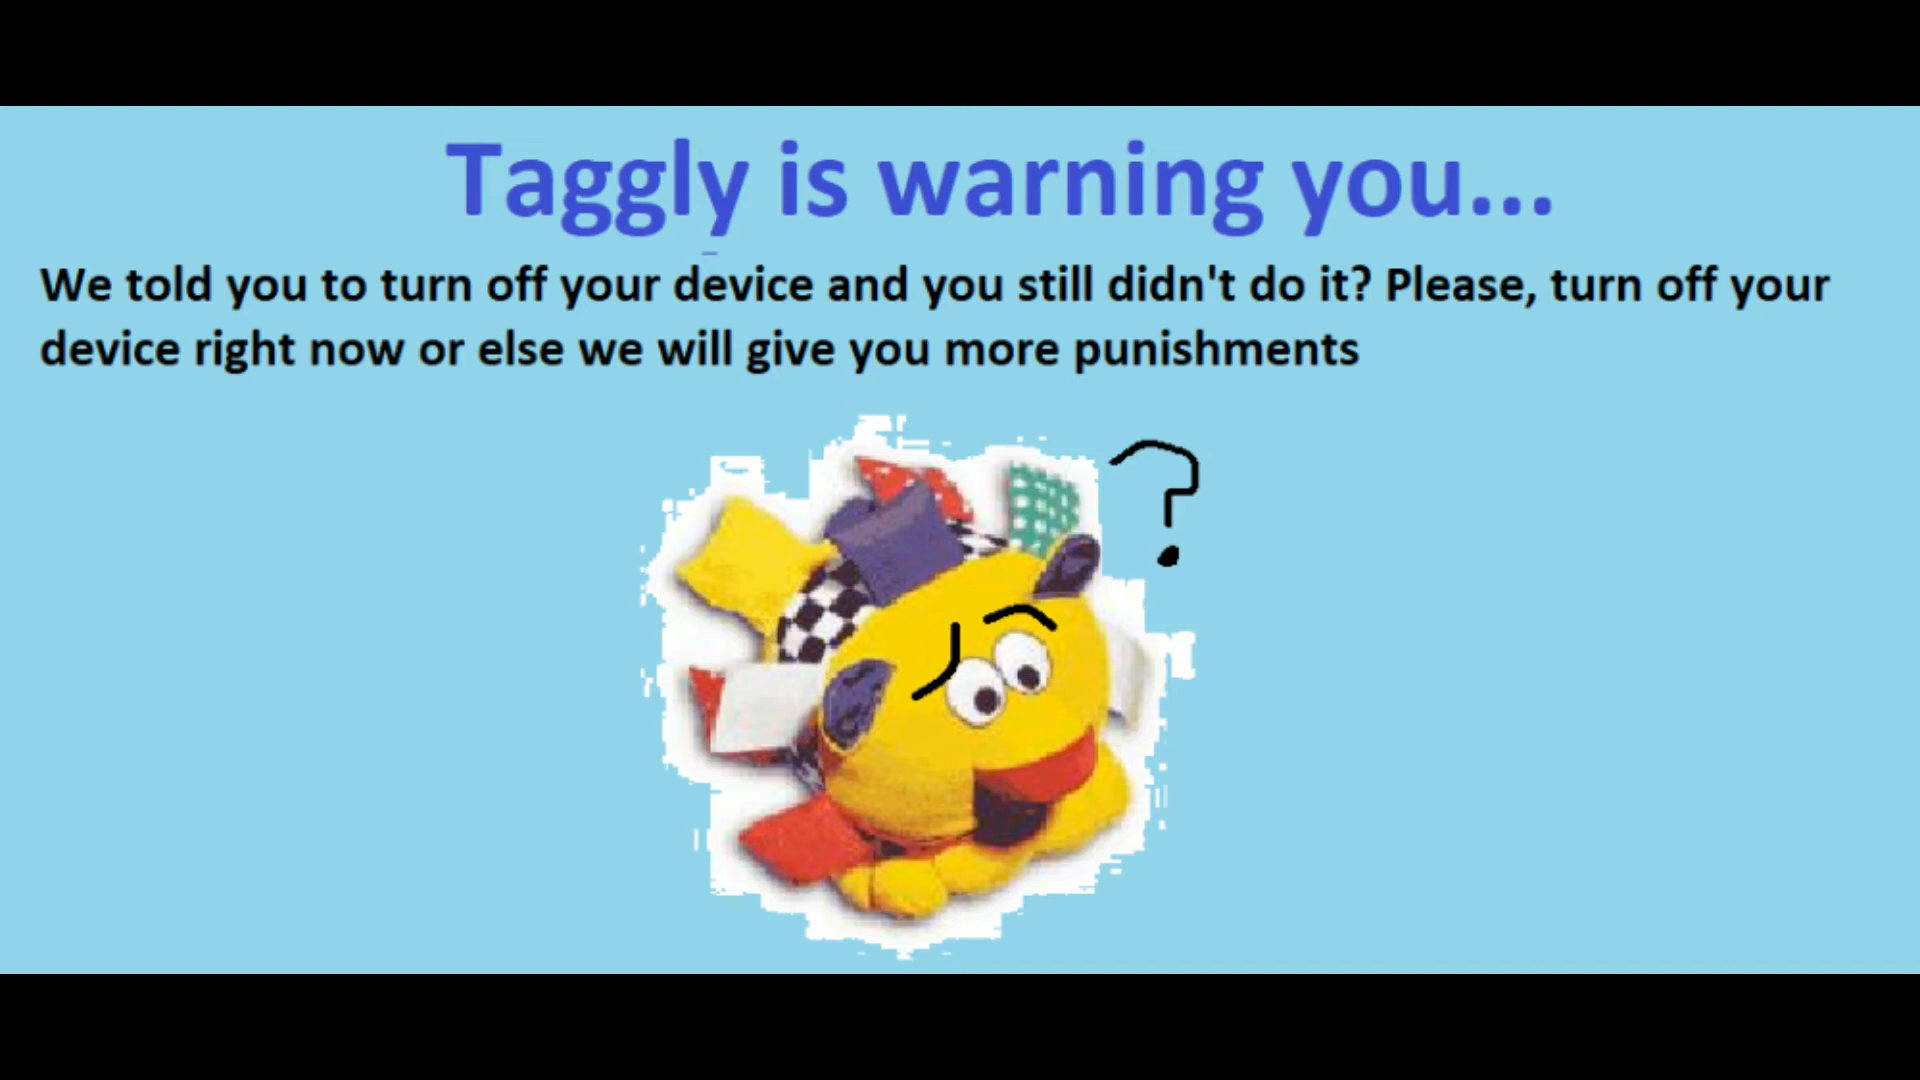 Taggly is warning you...
We told you to turn off your device and you still didn't do it? Please, turn off your
device right now or else we will give you more punishments
?